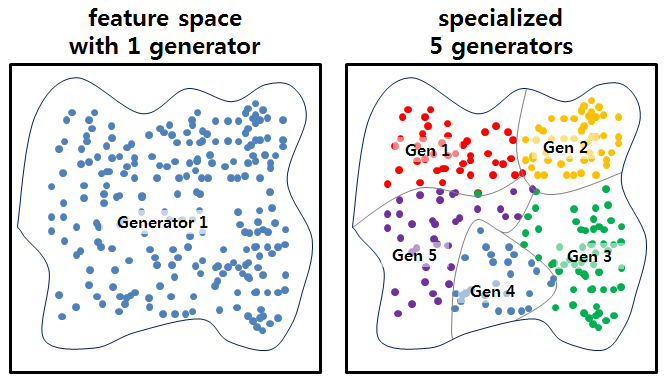 feature space
with 1 generator
specialized
5 generators
Generator 1
Gen 1
Gen 2
Gen 5
Gen 3
Gen 4